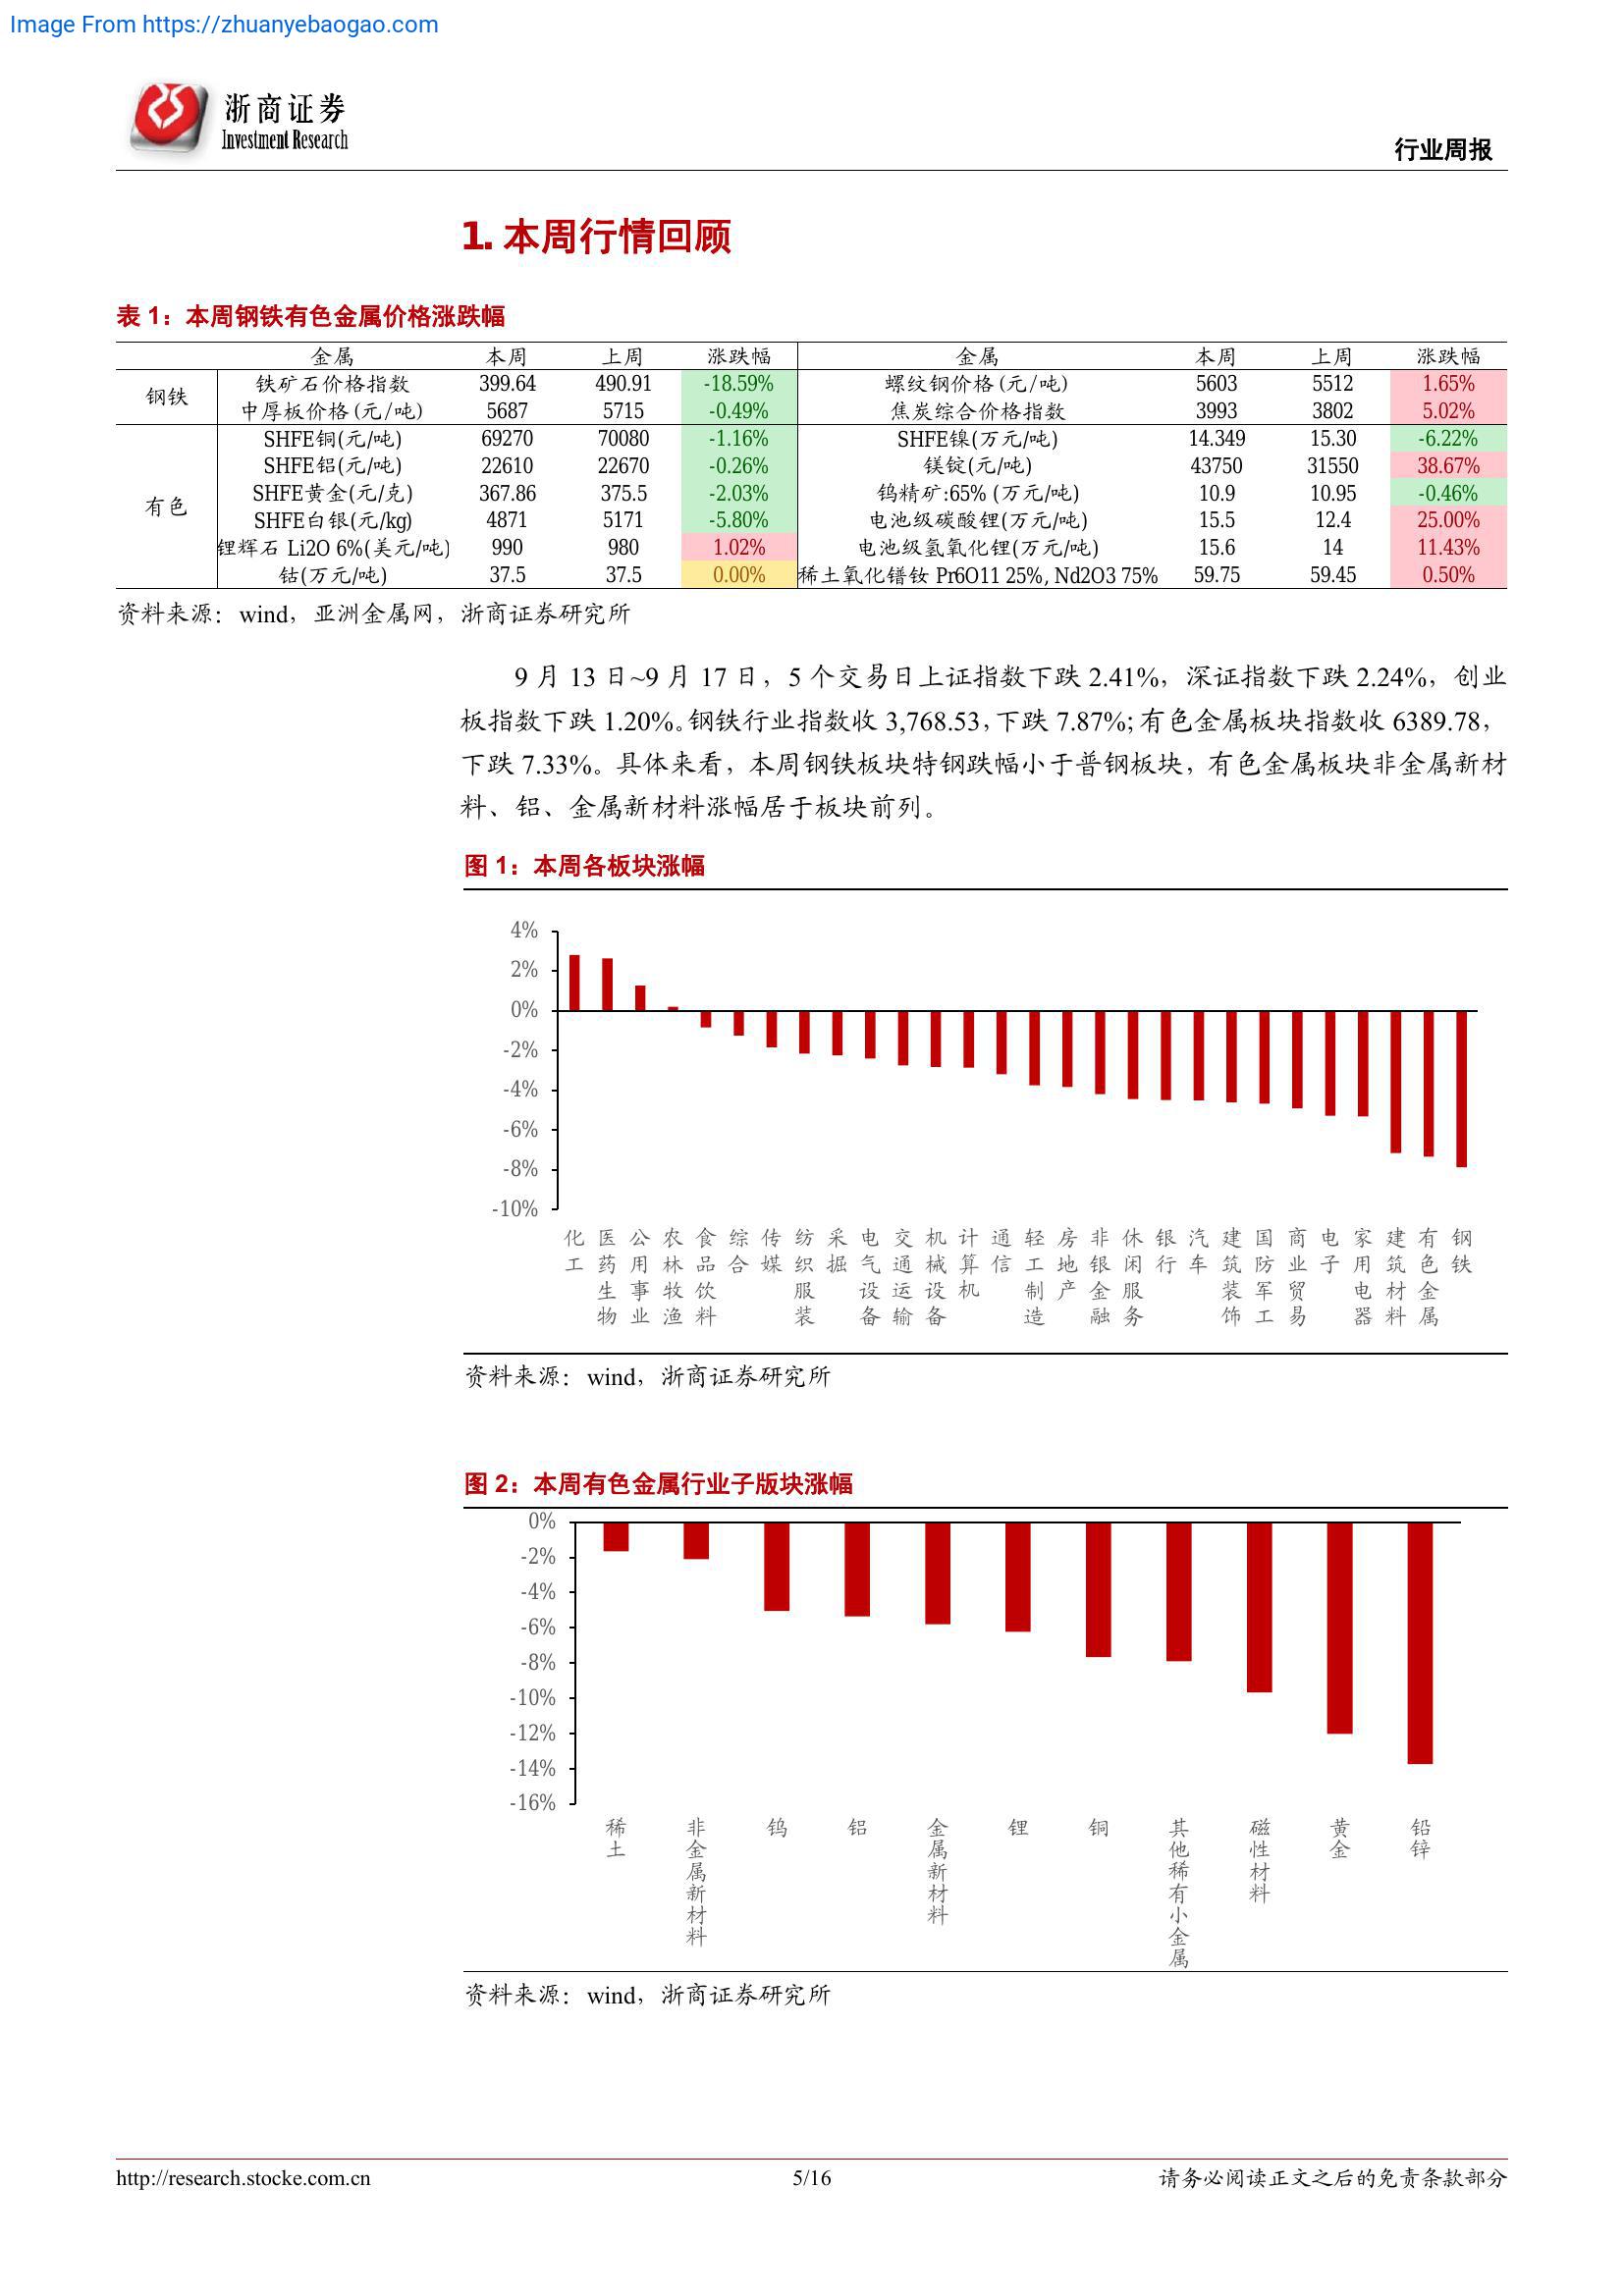 Image From https://zhuanyebaogao.com
浙商证券
Investment Research
行业周报
1. 本周行情回顾
表 1：本周钢铁有色金属价格涨跌幅
金属 本周 上周 涨跌幅 金属 本周 上周 涨跌幅
钢铁 铁矿石价格指数 399.64 490.91 -18.59% 螺纹钢价格(元/吨) 5603 5512 1.65%
中厚板价格(元/吨) 5687 5715 -0.49% 焦炭综合价格指数 3993 3802 5.02%
有色 SHFE铜(元/吨) 69270 70080 -1.16% SHFE镍(万元/吨) 14.349 15.30 -6.22%
SHFE铝(元/吨) 22610 22670 -0.26% 镁锭(元/吨) 43750 31550 38.67%
SHFE黄金(元/克) 367.86 375.5 -2.03% 钨精矿:65% (万元/吨) 10.9 10.95 -0.46%
SHFE白银(元/kg) 4871 5171 -5.80% 电池级碳酸锂(万元/吨) 15.5 12.4 25.00%
锂辉石 Li2O 6%(美元/吨) 990 980 1.02% 电池级氢氧化锂(万元/吨) 15.6 14 11.43%
钴(万元/吨) 37.5 37.5 0.00% 稀土氧化镨钕 Pr6O11 25%, Nd2O3 75% 59.75 59.45 0.50%
资料来源：wind，亚洲金属网，浙商证券研究所
9 月 13 日~9 月 17 日，5 个交易日上证指数下跌 2.41%，深证指数下跌 2.24%，创业
板指数下跌 1.20%。钢铁行业指数收 3,768.53，下跌 7.87%；有色金属板块指数收 6389.78，
下跌 7.33%。具体来看，本周钢铁板块特钢跌幅小于普钢板块，有色金属板块非金属新材
料、铝、金属新材料涨幅居于板块前列。
图 1：本周各板块涨幅
4%
2%
0%
-2%
-4%
-6%
-8%
-10%
化工 医药生物 公用事业 农林牧渔 食品饮料 综合 传媒 纺织服装 采掘 电气设备 交通运输 机械设备 计算机 通信 轻工制造 房地产 非银金融 休闲服务 银行 汽车 建筑装饰 国防军工 商业贸易 电子 家用电器 建筑材料 有色金属 钢铁
资料来源：wind，浙商证券研究所
图 2：本周有色金属行业子版块涨幅
0%
-2%
-4%
-6%
-8%
-10%
-12%
-14%
-16%
稀土 非金属新材料 钨 铝 金属新材料 锂 铜 其他稀有小金属 磁性材料 黄金 铅锌
资料来源：wind，浙商证券研究所
http://research.stocke.com.cn 5/16 请务必阅读正文之后的免责条款部分